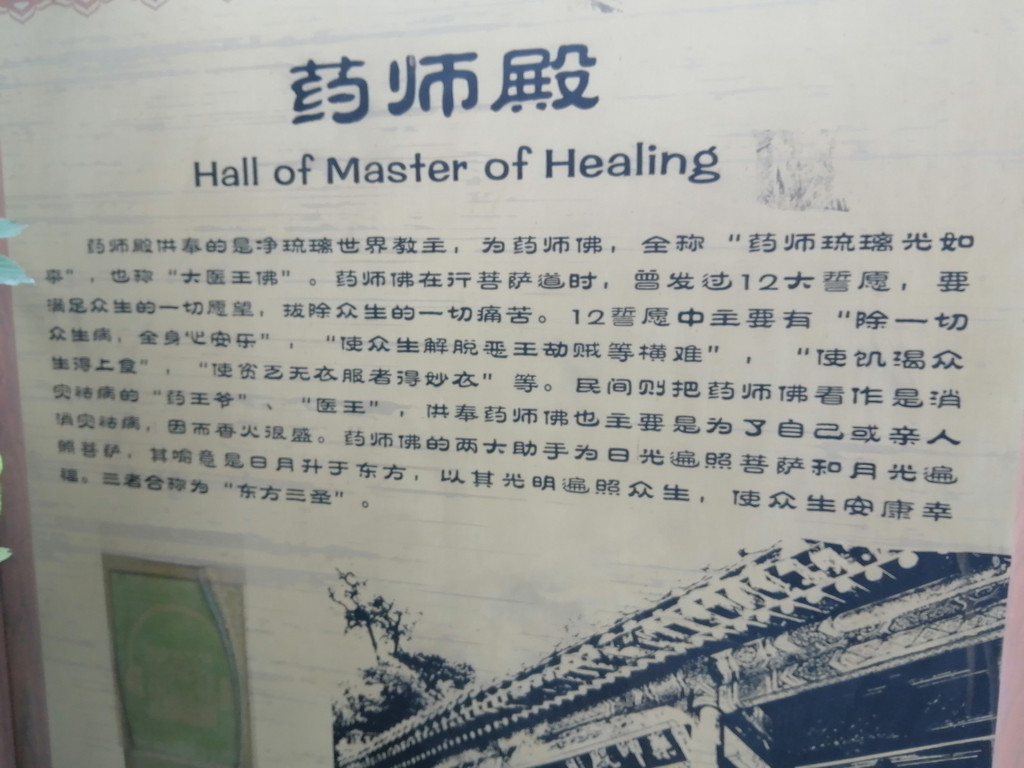 药师殿
Hall of Master of Healing
药师殿供奉的是净琉璃世界教主，为药师佛，全称“药师琉璃光如
来”，也称“大医王佛”。药师佛在行菩萨道时，曾发过12大誓愿，要
满足众生的一切愿望，拔除众生的一切痛苦。12誓愿中主要有“除一切
众生病，全身心安乐”，“使众生解脱恶王劫贼等横难”，“使饥渴众
生得上食”，“使贫乏无衣服者得妙衣”等。民间则把药师佛看作是消
灾祛病的“药王爷”、“医王”，供奉药师佛也主要是为了自己或亲人
消灾祛病，因而香火很盛。药师佛的两大助手为日光遍照菩萨和月光遍
照菩萨，其喻意是日月升于东方，以其光明遍照众生，使众生安康幸
福。三者合称为“东方三圣”。